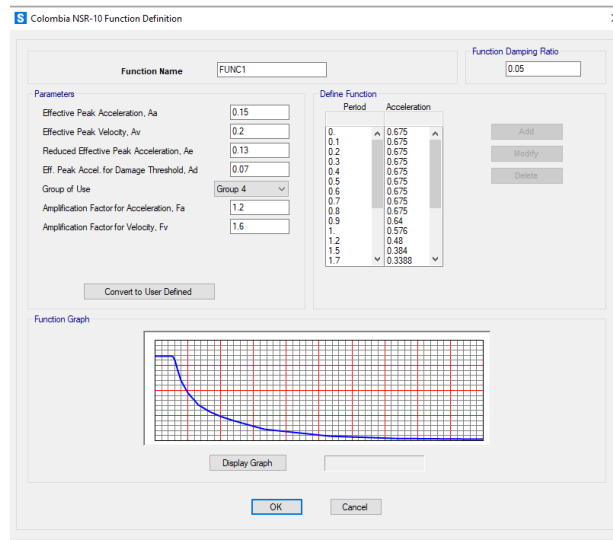 S Colombia NSR-10 Function Definition
Function Name FUNC1
Function Damping Ratio
0.05
Parameters
Effective Peak Acceleration, Aa 0.15
Effective Peak Velocity, Av 0.2
Reduced Effective Peak Acceleration, Ae 0.13
Eff. Peak Accel. for Damage Threshold, Ad 0.07
Group of Use Group 4
Amplification Factor for Acceleration, Fa 1.2
Amplification Factor for Velocity, Fv 1.6
Convert to User Defined
Define Function
Period Acceleration
0. 0.675
0.1 0.675
0.2 0.675
0.3 0.675
0.4 0.675
0.5 0.675
0.6 0.675
0.7 0.675
0.8 0.675
0.9 0.64
1. 0.576
1.2 0.48
1.5 0.384
1.7 0.3388
Add
Modify
Delete
Function Graph
Display Graph
OK Cancel